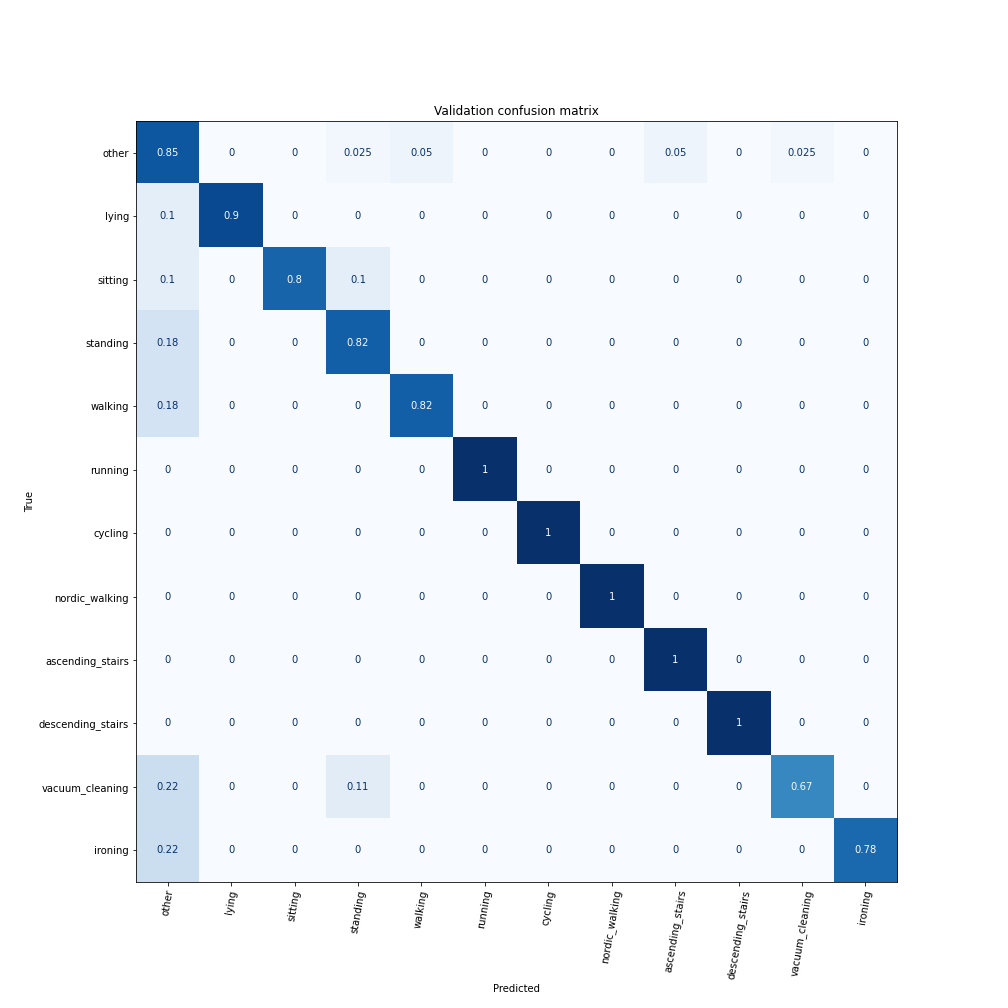 Validation confusion matrix
True
other 0.85 0 0 0.025 0.05 0 0 0 0.05 0 0.025 0
lying 0.1 0.9 0 0 0 0 0 0 0 0 0 0
sitting 0.1 0 0.8 0.1 0 0 0 0 0 0 0 0
standing 0.18 0 0 0.82 0 0 0 0 0 0 0 0
walking 0.18 0 0 0 0.82 0 0 0 0 0 0 0
running 0 0 0 0 0 1 0 0 0 0 0 0
cycling 0 0 0 0 0 0 1 0 0 0 0 0
nordic_walking 0 0 0 0 0 0 0 1 0 0 0 0
ascending_stairs 0 0 0 0 0 0 0 0 1 0 0 0
descending_stairs 0 0 0 0 0 0 0 0 0 1 0 0
vacuum_cleaning 0.22 0 0 0.11 0 0 0 0 0 0 0.67 0
ironing 0.22 0 0 0 0 0 0 0 0 0 0 0.78
other lying sitting standing walking running cycling nordic_walking ascending_stairs descending_stairs vacuum_cleaning ironing
Predicted